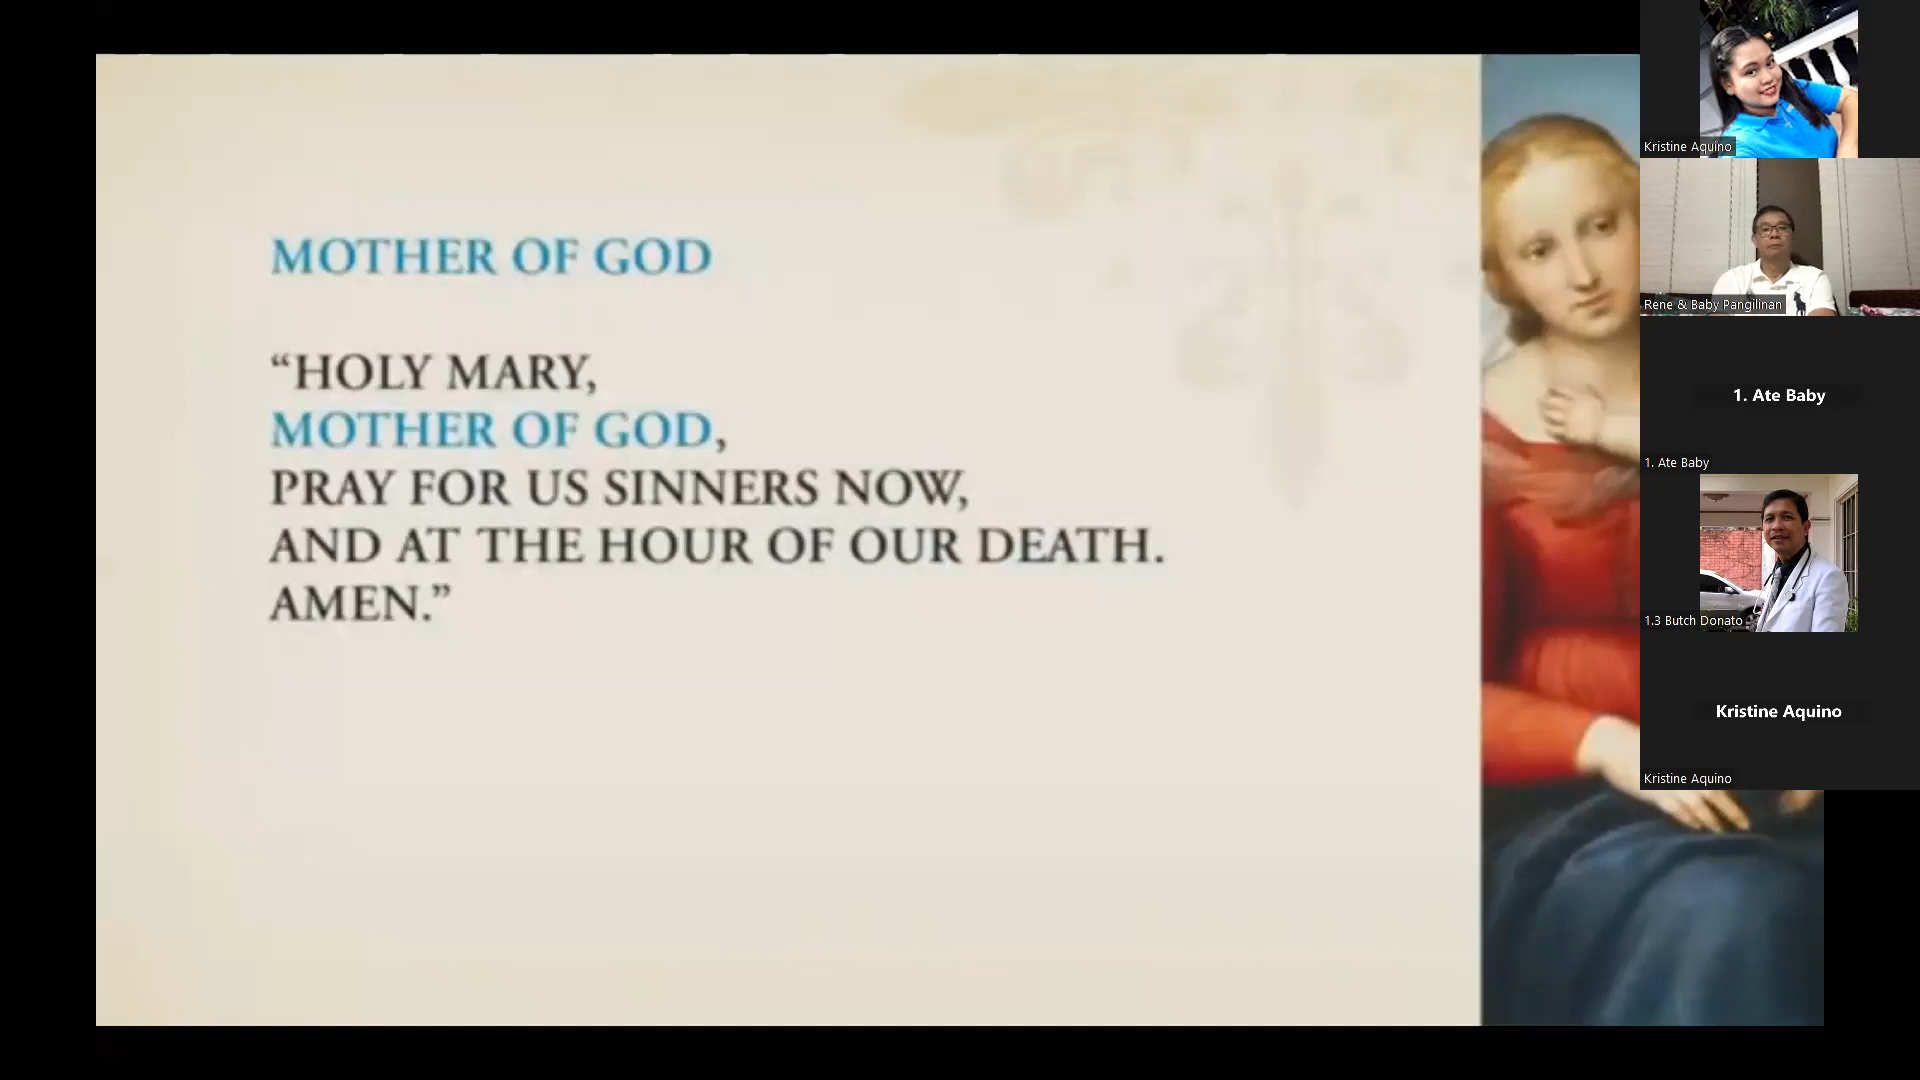 MOTHER OF GOD
“HOLY MARY,
MOTHER OF GOD,
PRAY FOR US SINNERS NOW,
AND AT THE HOUR OF OUR DEATH.
AMEN.”
Kristine Aquino
Rene & Baby Pangilinan
1. Ate Baby
1. Ate Baby
1.3 Butch Donato
Kristine Aquino
Kristine Aquino